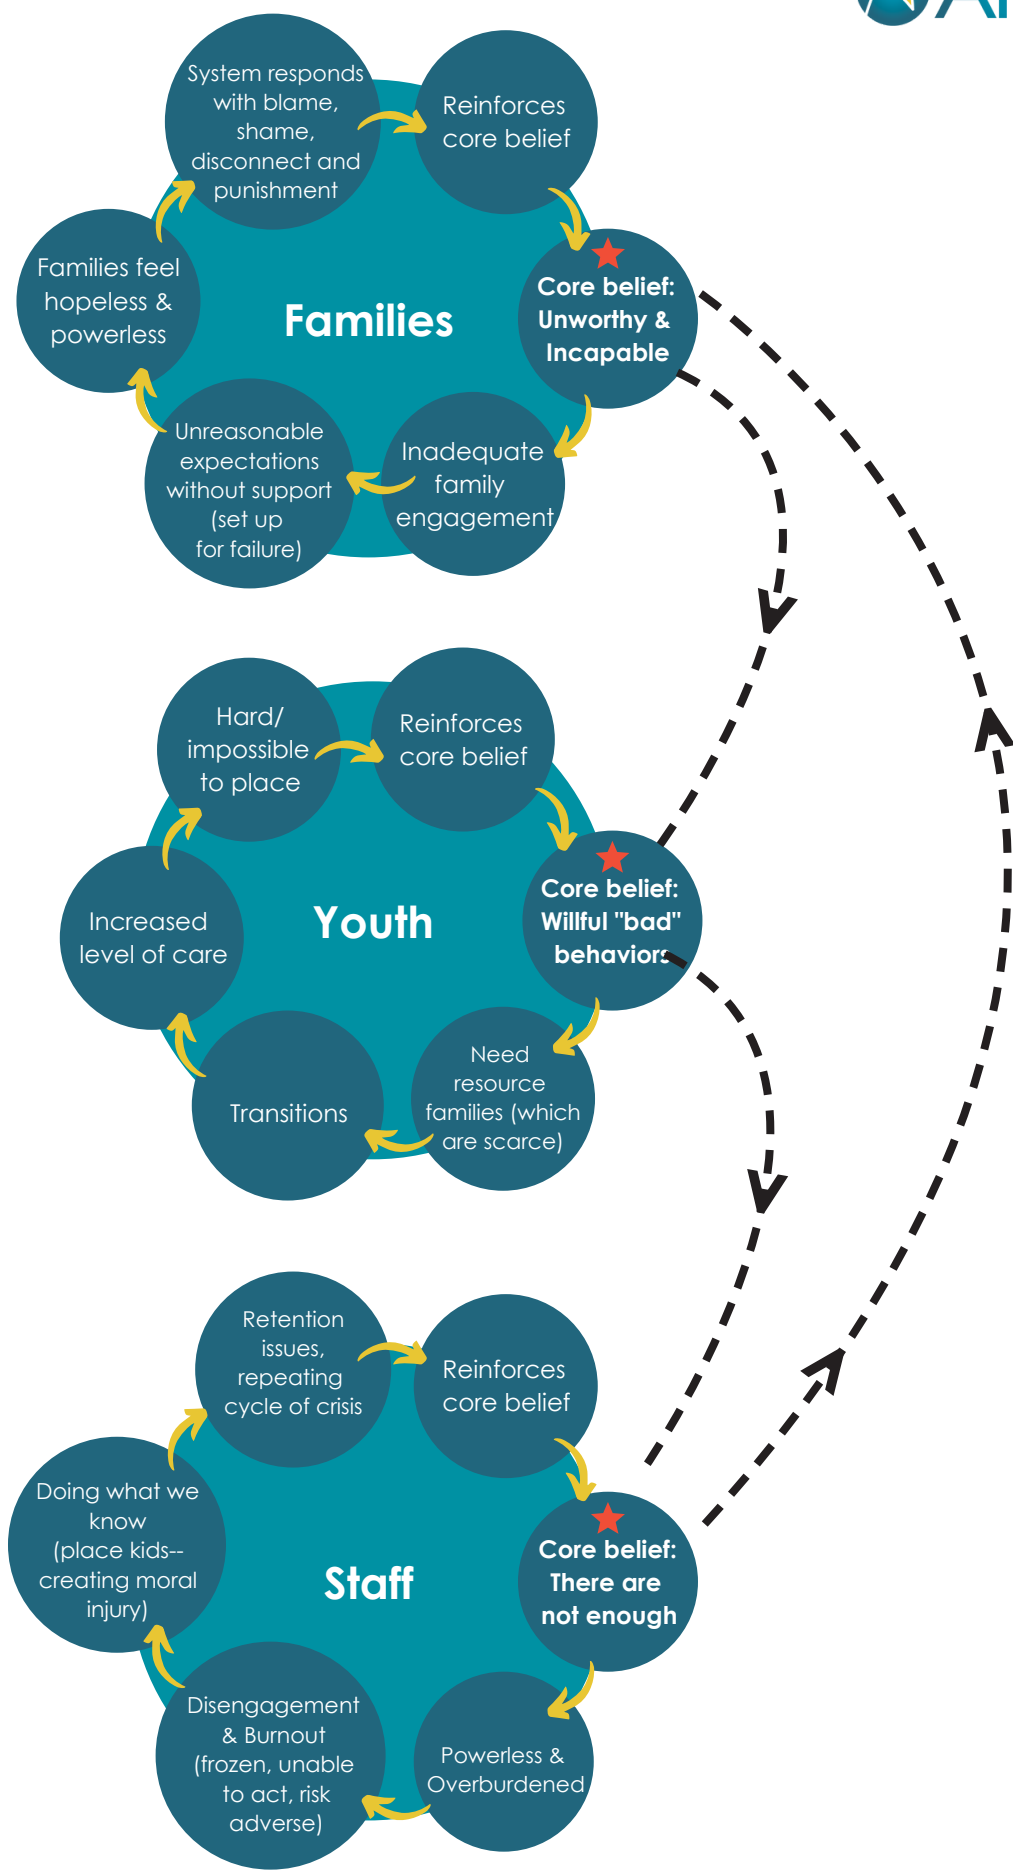 System responds
with blame,
shame,
disconnect and
punishment
Reinforces
core belief
Families feel
hopeless &
powerless
Families
Core belief:
Unworthy &
Incapable
Unreasonable
expectations
without support
(set up
for failure)
Inadequate
family
engagement
Hard/
impossible
to place
Reinforces
core belief
Increased
level of care
Youth
Core belief:
Willful "bad"
behaviors
Transitions
Need
resource
families (which
are scarce)
Retention
issues,
repeating
cycle of crisis
Reinforces
core belief
Doing what we
know
(place kids--
creating moral
injury)
Staff
Core belief:
There are
not enough
Disengagement
& Burnout
(frozen, unable
to act, risk
adverse)
Powerless &
Overburdened